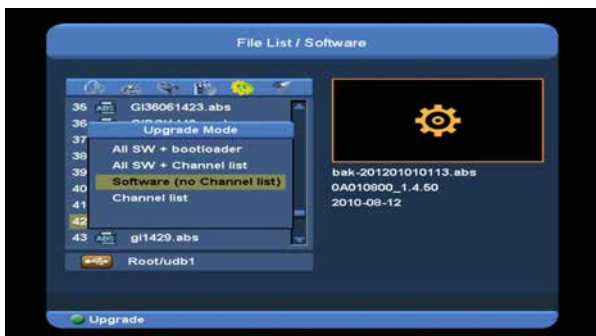 File List / Software
35 GI36061423.abs
36
Upgrade Mode
37
All SW + bootloader
38
All SW + Channel list
39
Software (no Channel list)
40
Channel list
41
42
43 gi1429.abs
Root/udb1
bak-201201010113.abs
0A010800_1.4.50
2010-08-12
Upgrade